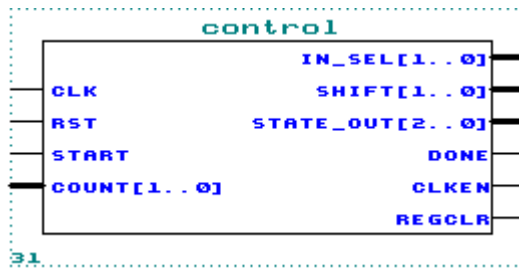 control
IN_SEL[1..0]
CLK SHIFT[1..0]
RST STATE_OUT[2..0]
START DONE
COUNT[1..0] CLKEN
REGCLR
31